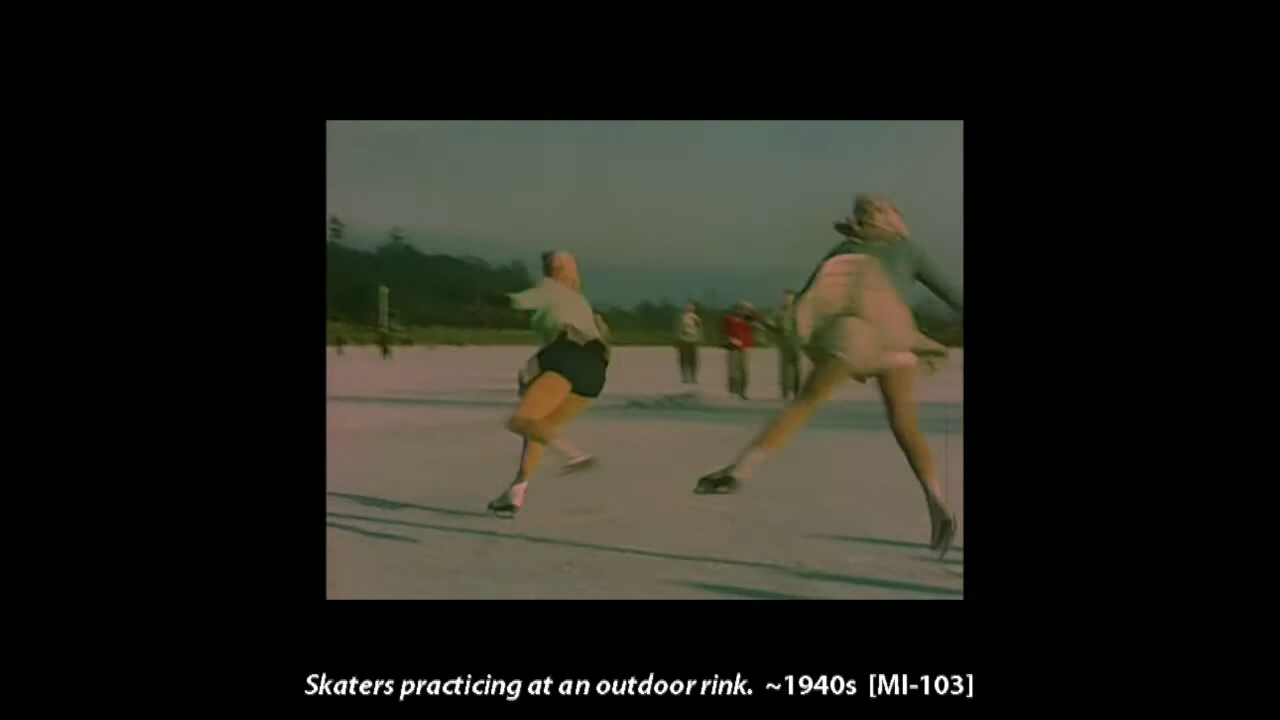 Skaters practicing at an outdoor rink. ~1940s [MI-103]